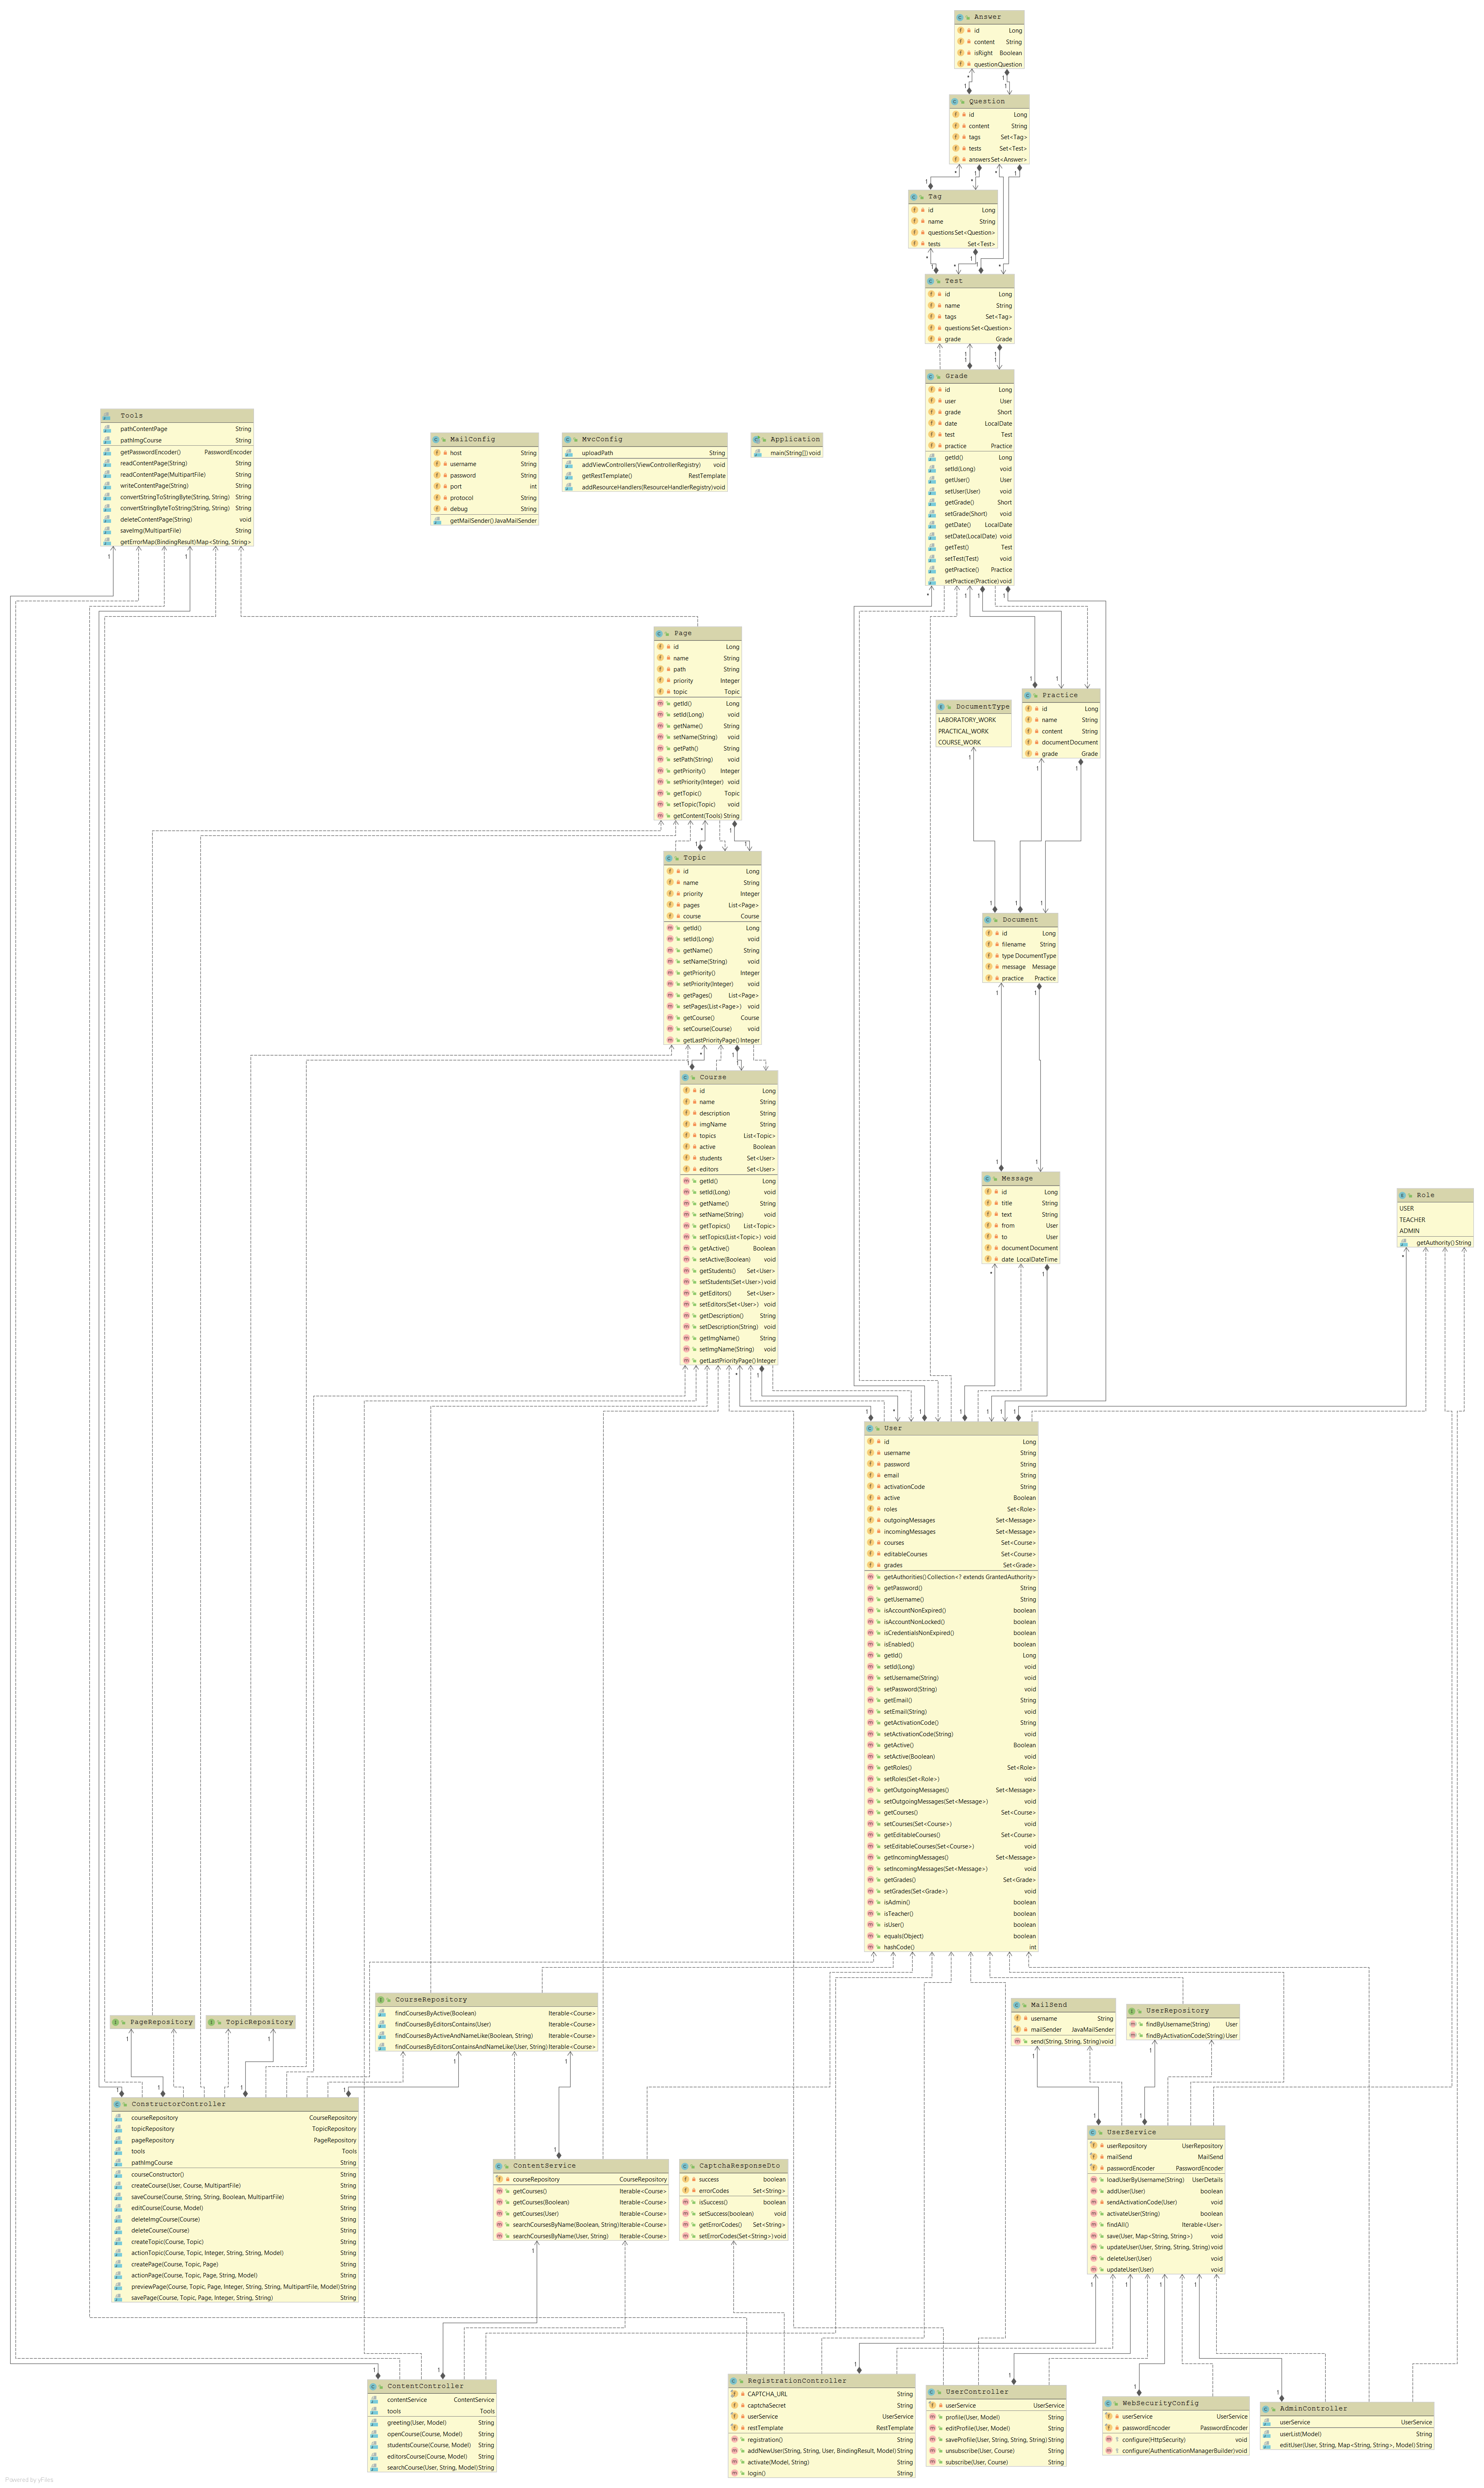 Answer
id Long
content String
isRight Boolean
question Question
Question
id Long
content String
tags Set<Tag>
tests Set<Test>
answers Set<Answer>
Tag
id Long
name String
questions Set<Question>
tests Set<Test>
Test
id Long
name String
tags Set<Tag>
questions Set<Question>
grade Grade
Grade
id Long
user User
grade Short
date LocalDate
test Test
practice Practice
getId() Long
setId(Long) void
getUser() User
setUser(User) void
getGrade() Short
setGrade(Short) void
getDate() LocalDate
setDate(LocalDate) void
getTest() Test
setTest(Test) void
getPractice() Practice
setPractice(Practice) void
Tools
pathContentPage String
pathImgCourse String
getPasswordEncoder() PasswordEncoder
readContentPage(String) String
readContentPage(MultipartFile) String
writeContentPage(String) String
convertStringToStringByte(String, String) String
convertStringByteToString(String, String) String
deleteContentPage(String) void
saveImg(MultipartFile) String
getErrorMap(BindingResult) Map<String, String>
MailConfig
host String
username String
password String
port int
protocol String
debug String
getMailSender() JavaMailSender
MvcConfig
uploadPath String
addViewControllers(ViewControllerRegistry) void
getRestTemplate() RestTemplate
addResourceHandlers(ResourceHandlerRegistry) void
Application
main(String[]) void
Page
id Long
name String
path String
priority Integer
topic Topic
getId() Long
setId(Long) void
getName() String
setName(String) void
getPath() String
setPath(String) void
getPriority() Integer
setPriority(Integer) void
getTopic() Topic
setTopic(Topic) void
getContent(Tools) String
DocumentType
LABORATORY_WORK
PRACTICAL_WORK
COURSE_WORK
Practice
id Long
name String
content String
document Document
grade Grade
Topic
id Long
name String
priority Integer
pages List<Page>
course Course
getId() Long
setId(Long) void
getName() String
setName(String) void
getPriority() Integer
setPriority(Integer) void
getPages() List<Page>
setPages(List<Page>) void
getCourse() Course
setCourse(Course) void
getLastPriorityPage() Integer
Document
id Long
filename String
type DocumentType
message Message
practice Practice
Course
id Long
name String
description String
imgName String
topics List<Topic>
active Boolean
students Set<User>
editors Set<User>
getId() Long
setId(Long) void
getName() String
setName(String) void
getTopics() List<Topic>
setTopics(List<Topic>) void
getActive() Boolean
setActive(Boolean) void
getStudents() Set<User>
setStudents(Set<User>) void
getEditors() Set<User>
setEditors(Set<User>) void
getDescription() String
setDescription(String) void
getImgName() String
setImgName(String) void
getLastPriorityPage() Integer
Message
id Long
title String
text String
from User
to User
document Document
date LocalDateTime
Role
USER
TEACHER
ADMIN
getAuthority() String
User
id Long
username String
password String
email String
activationCode String
active Boolean
roles Set<Role>
outgoingMessages Set<Message>
incomingMessages Set<Message>
courses Set<Course>
editableCourses Set<Course>
grades Set<Grade>
getAuthorities() Collection<? extends GrantedAuthority>
getPassword() String
getUsername() String
isAccountNonExpired() boolean
isAccountNonLocked() boolean
isCredentialsNonExpired() boolean
isEnabled() boolean
getId() Long
setId(Long) void
setUsername(String) void
setPassword(String) void
getEmail() String
setEmail(String) void
getActivationCode() String
setActivationCode(String) void
getActive() Boolean
setActive(Boolean) void
getRoles() Set<Role>
setRoles(Set<Role>) void
getOutgoingMessages() Set<Message>
setOutgoingMessages(Set<Message>) void
getCourses() Set<Course>
setCourses(Set<Course>) void
getEditableCourses() Set<Course>
setEditableCourses(Set<Course>) void
getIncomingMessages() Set<Message>
setIncomingMessages(Set<Message>) void
getGrades() Set<Grade>
setGrades(Set<Grade>) void
isAdmin() boolean
isTeacher() boolean
isUser() boolean
equals(Object) boolean
hashCode() int
PageRepository
TopicRepository
CourseRepository
findCoursesByActive(Boolean) Iterable<Course>
findCoursesByEditorsContains(User) Iterable<Course>
findCoursesByActiveAndNameLike(Boolean, String) Iterable<Course>
findCoursesByEditorsContainsAndNameLike(User, String) Iterable<Course>
MailSend
username String
mailSender JavaMailSender
send(String, String, String) void
UserRepository
findByUsername(String) User
findByActivationCode(String) User
ConstructorController
courseRepository CourseRepository
topicRepository TopicRepository
pageRepository PageRepository
tools Tools
pathImgCourse String
courseConstructor() String
createCourse(User, Course, MultipartFile) String
saveCourse(Course, String, String, Boolean, MultipartFile) String
editCourse(Course, Model) String
deleteImgCourse(Course) String
deleteCourse(Course) String
createTopic(Course, Topic) String
actionTopic(Course, Topic, Integer, String, String, Model) String
createPage(Course, Topic, Page) String
actionPage(Course, Topic, Page, String, Model) String
previewPage(Course, Topic, Page, Integer, String, String, MultipartFile, Model) String
savePage(Course, Topic, Page, Integer, String, String) String
ContentService
courseRepository CourseRepository
getCourses() Iterable<Course>
getCourses(Boolean) Iterable<Course>
getCourses(User) Iterable<Course>
searchCoursesByName(Boolean, String) Iterable<Course>
searchCoursesByName(User, String) Iterable<Course>
CaptchaResponseDto
success boolean
errorCodes Set<String>
isSuccess() boolean
setSuccess(boolean) void
getErrorCodes() Set<String>
setErrorCodes(Set<String>) void
UserService
userRepository UserRepository
mailSend MailSend
passwordEncoder PasswordEncoder
loadUserByUsername(String) UserDetails
addUser(User) boolean
sendActivationCode(User) void
activateUser(String) boolean
findAll() Iterable<User>
save(User, Map<String, String>) void
updateUser(User, String, String, String) void
deleteUser(User) void
updateUser(User) void
ContentController
contentService ContentService
tools Tools
greeting(User, Model) String
openCourse(Course, Model) String
studentsCourse(Course, Model) String
editorsCourse(Course, Model) String
searchCourse(User, String, Model) String
RegistrationController
CAPTCHA_URL String
captchaSecret String
userService UserService
restTemplate RestTemplate
registration() String
addNewUser(String, String, User, BindingResult, Model) String
activate(Model, String) String
login() String
UserController
userService UserService
profile(User, Model) String
editProfile(User, Model) String
saveProfile(User, String, String, String) String
unsubscribe(User, Course) String
subscribe(User, Course) String
WebSecurityConfig
userService UserService
passwordEncoder PasswordEncoder
configure(HttpSecurity) void
configure(AuthenticationManagerBuilder) void
AdminController
userService UserService
userList(Model) String
editUser(User, String, Map<String, String>, Model) String
Powered by yFiles